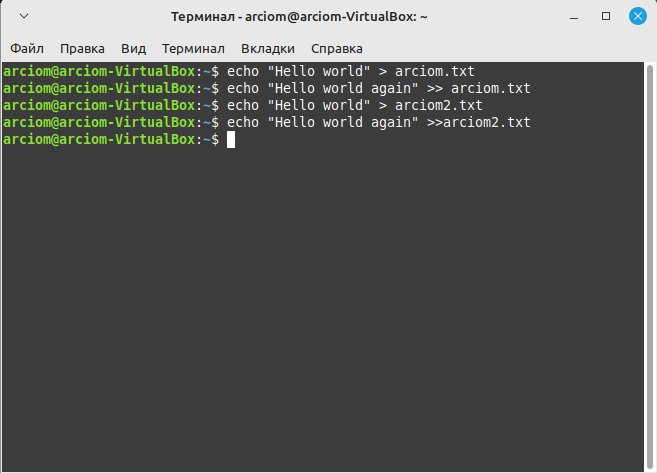 Терминал - arciom@arciom-VirtualBox: ~
Файл Правка Вид Терминал Вкладки Справка
arciom@arciom-VirtualBox:~$ echo "Hello world" > arciom.txt
arciom@arciom-VirtualBox:~$ echo "Hello world again" >> arciom.txt
arciom@arciom-VirtualBox:~$ echo "Hello world" > arciom2.txt
arciom@arciom-VirtualBox:~$ echo "Hello world again" >>arciom2.txt
arciom@arciom-VirtualBox:~$